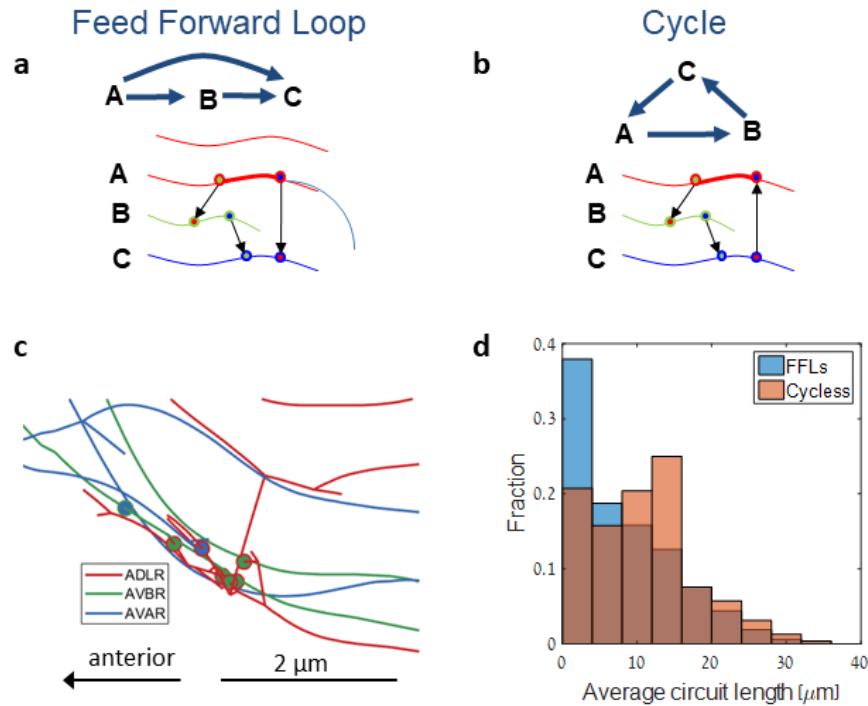 Feed Forward Loop
a
A
B
C
A
B
C
Cycle
b
C
A
B
A
B
C
c
ADLR
AVBR
AVAR
anterior
2 μm
d
FFLs
Cycless
Fraction
0.4
0.3
0.2
0.1
0
0
10
20
30
40
Average circuit length [μm]